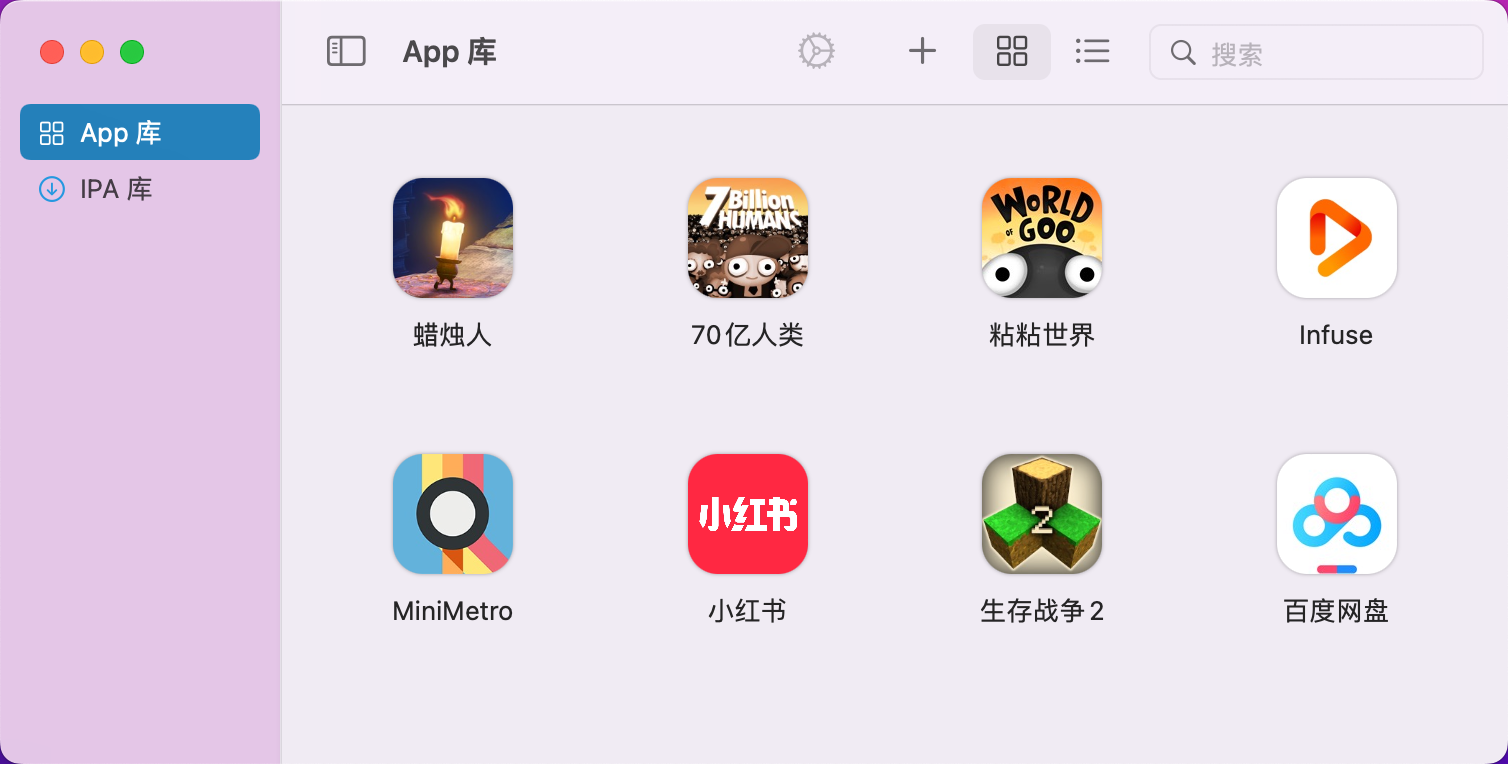 App 库
搜索
App 库
IPA 库
7 Billion
HUMANS
WORLD
OF GOO
蜡烛人
70亿人类
粘粘世界
Infuse
小红书
2
MiniMetro
小红书
生存战争2
百度网盘